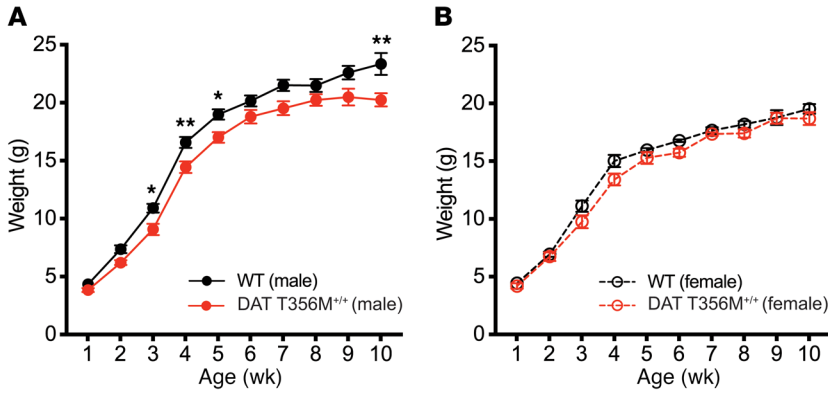 A
25
20
15
10
5
0
Weight (g)
*
**
*
**
WT (male)
DAT T356M+/+ (male)
1 2 3 4 5 6 7 8 9 10
Age (wk)
B
25
20
15
10
5
0
Weight (g)
WT (female)
DAT T356M+/+ (female)
1 2 3 4 5 6 7 8 9 10
Age (wk)